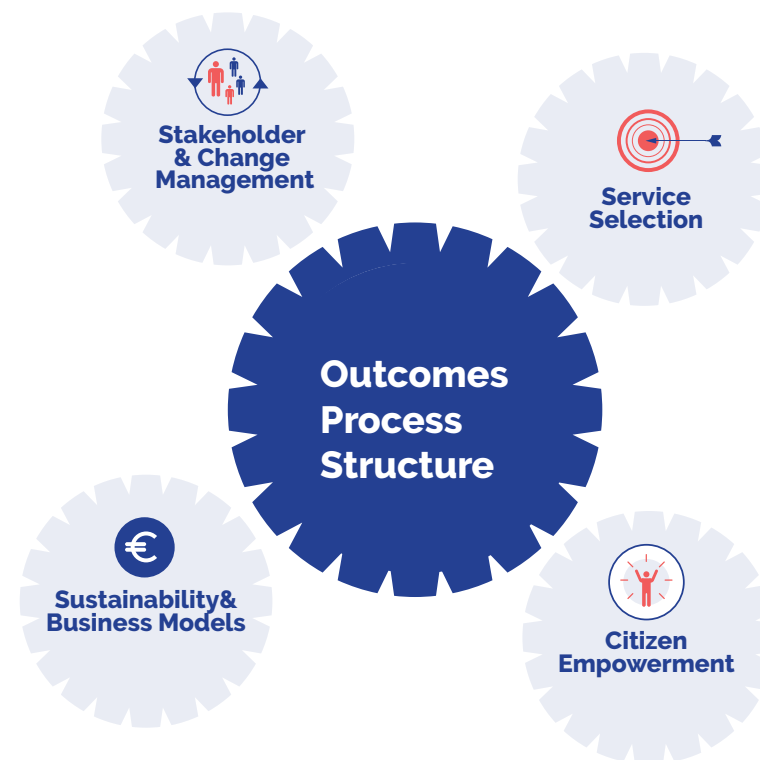 Stakeholder
& Change
Management
Service
Selection
Outcomes
Process
Structure
€
Sustainability&
Business Models
Citizen
Empowerment